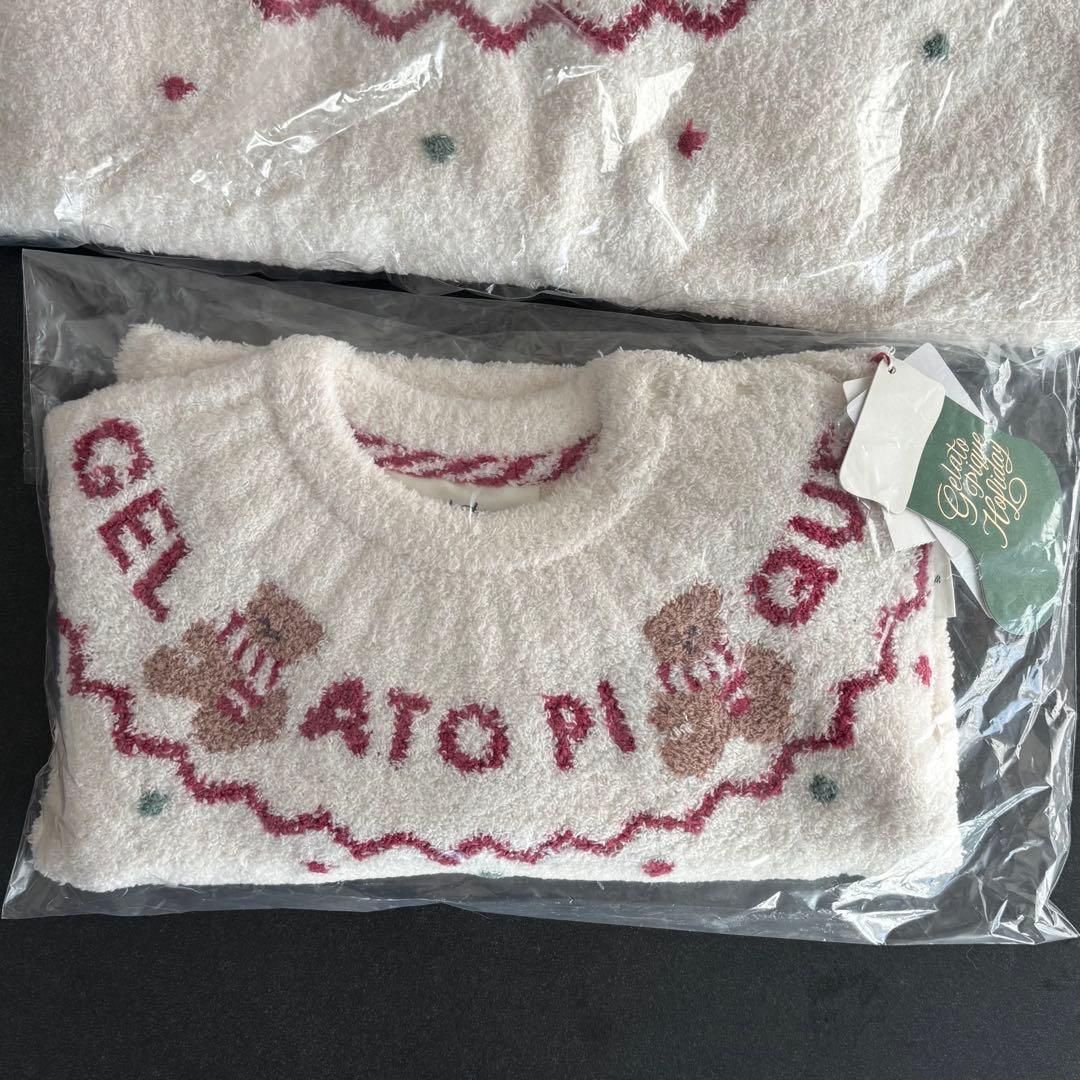 GEL
ATO PI
QU
Gelato
Pique
Holiday